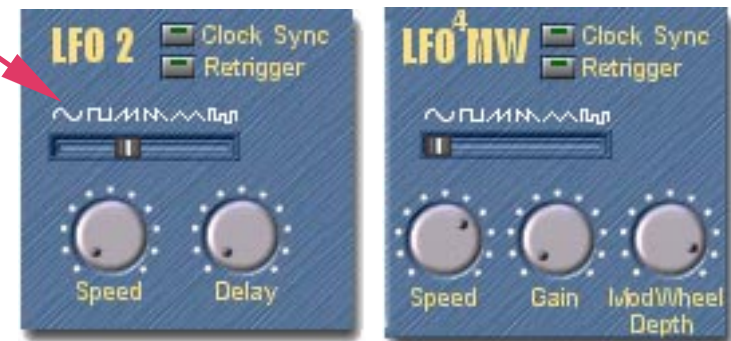 LFO 2
Clock Sync
Retrigger
Speed
Delay
LFO 4 MW
Clock Sync
Retrigger
Speed
Gain
ModWheel
Depth